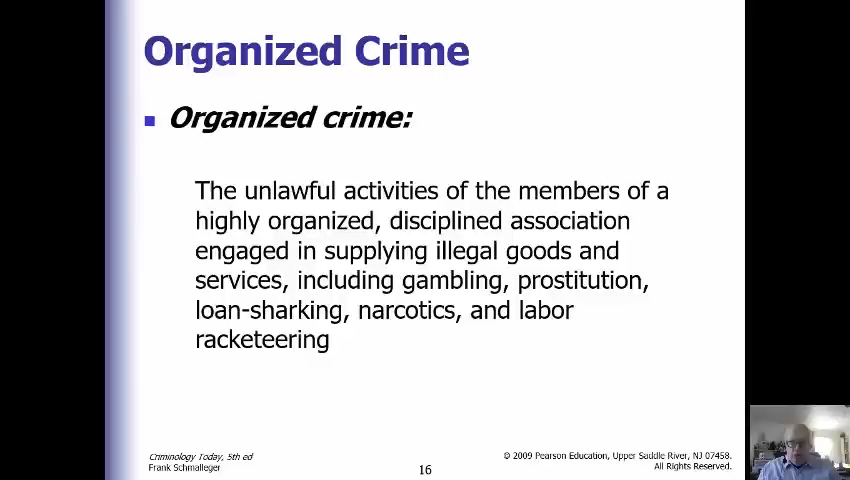 Organized Crime
Organized crime:
The unlawful activities of the members of a
highly organized, disciplined association
engaged in supplying illegal goods and
services, including gambling, prostitution,
loan-sharking, narcotics, and labor
racketeering
Criminology Today, 5th ed
Frank Schmalleger
16
© 2009 Pearson Education, Upper Saddle River, NJ 07458.
All Rights Reserved.